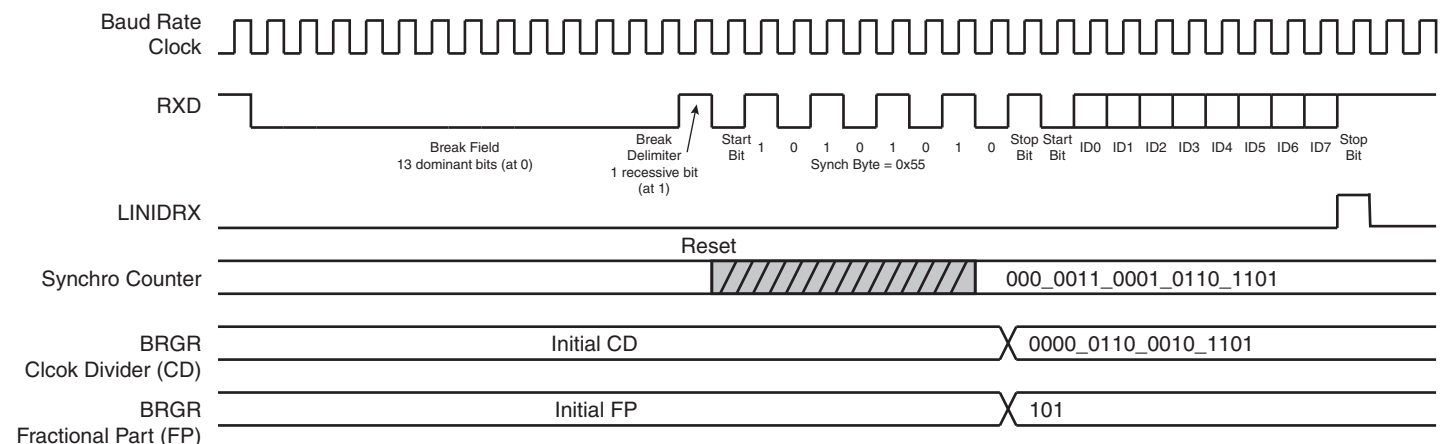 Baud Rate
Clock
RXD
Break Field
13 dominant bits (at 0)
Break
Delimiter
1 recessive bit
(at 1)
Start
Bit
1 0 1 0 1 0 1 0
Synch Byte = 0x55
Stop
Bit
Start
Bit
ID0 ID1 ID2 ID3 ID4 ID5 ID6 ID7
Stop
Bit
LINIDRX
Reset
Synchro Counter
000_0011_0001_0110_1101
BRGR
Clcok Divider (CD)
Initial CD
0000_0110_0010_1101
BRGR
Fractional Part (FP)
Initial FP
101